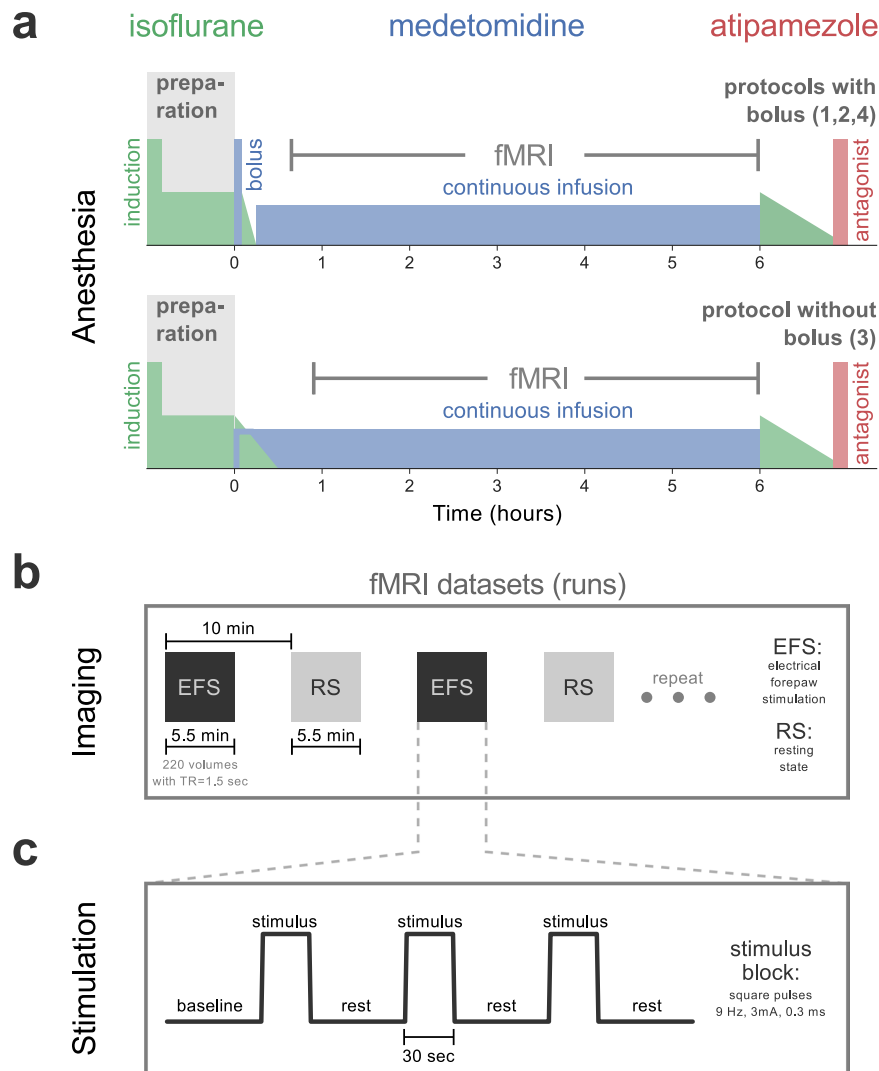 a
isoflurane
medetomidine
atipamezole
Anesthesia
prepa-
ration
protocols with
bolus (1,2,4)
induction
bolus
fMRI
continuous infusion
antagonist
0 1 2 3 4 5 6
prepa-
ration
protocol without
bolus (3)
induction
fMRI
continuous infusion
antagonist
0 1 2 3 4 5 6
Time (hours)
b
fMRI datasets (runs)
Imaging
10 min
EFS RS EFS RS
repeat
5.5 min 5.5 min
220 volumes
with TR=1.5 sec
EFS:
electrical
forepaw
stimulation
RS:
resting
state
c
Stimulation
stimulus stimulus stimulus
baseline rest rest rest
30 sec
stimulus
block:
square pulses
9 Hz, 3mA, 0.3 ms